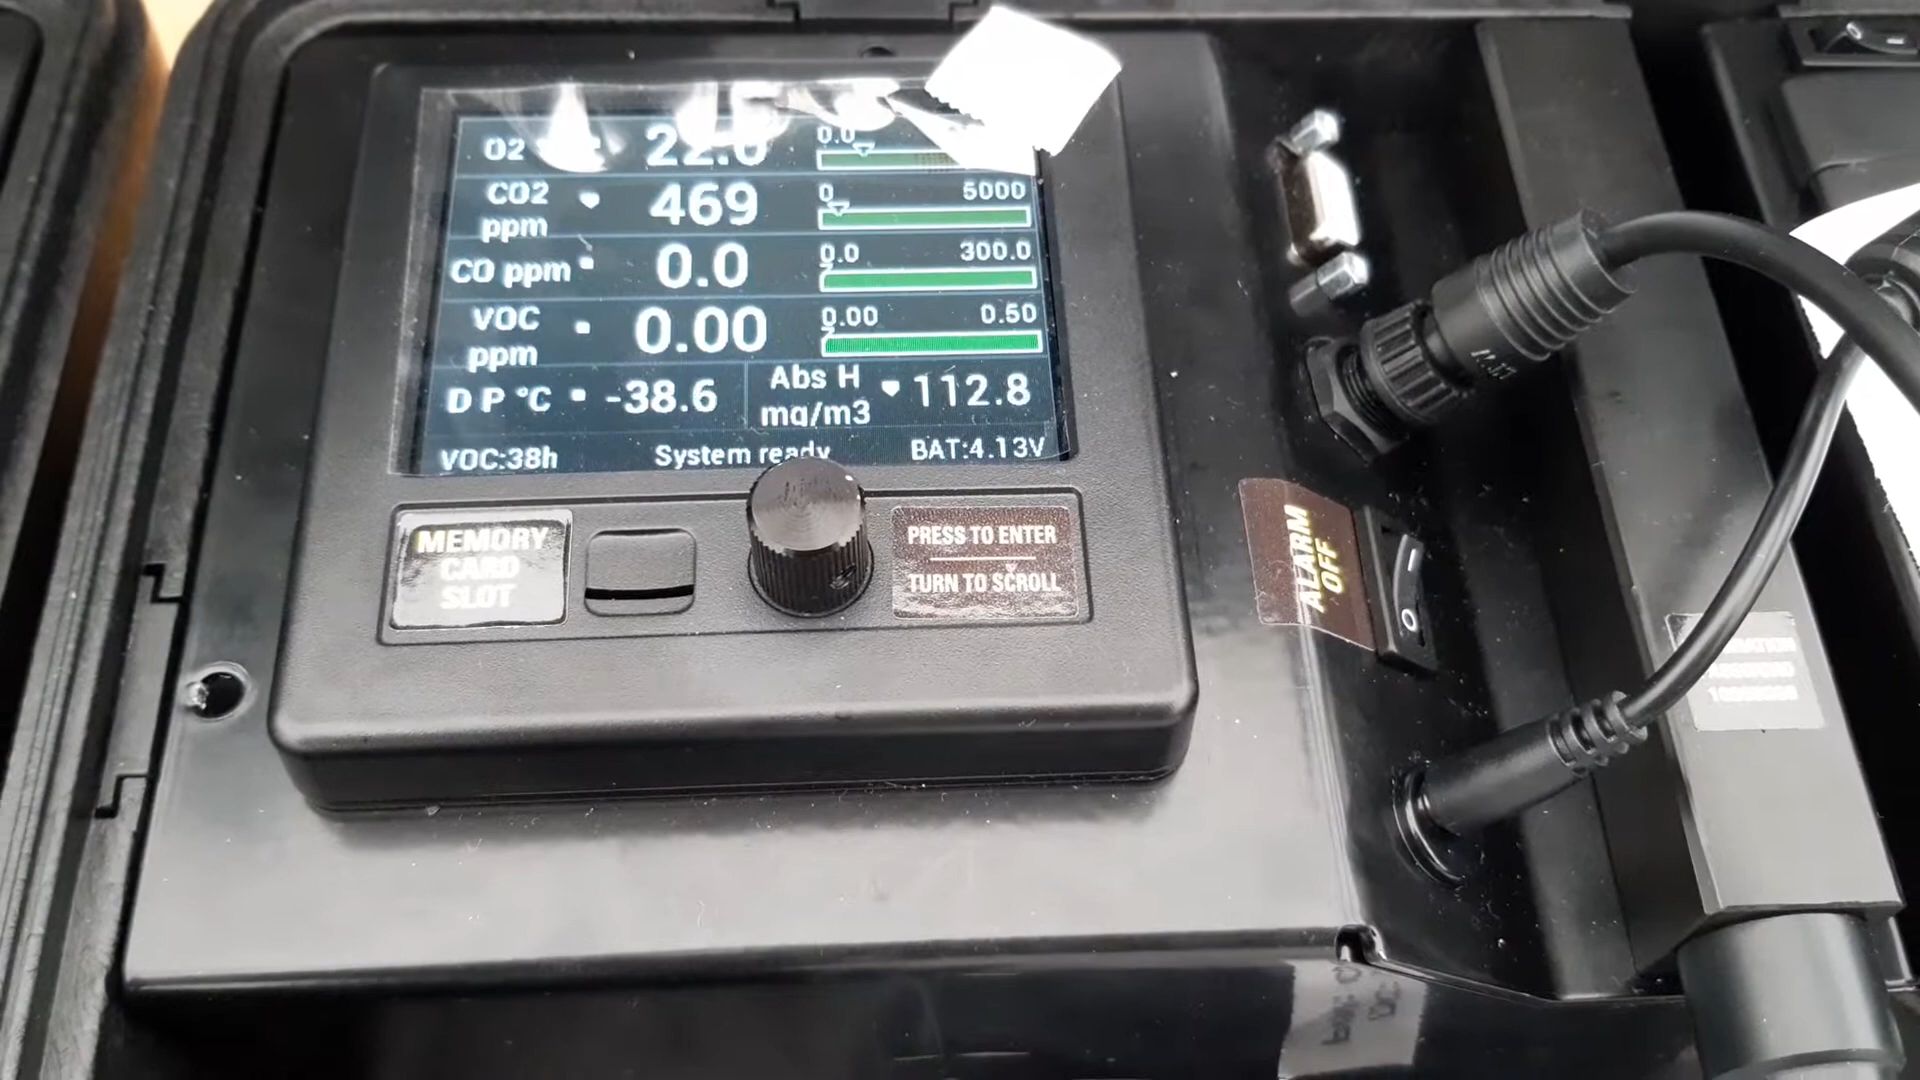 O2
22.0
0.0
CO2
ppm
469
0
5000
CO ppm
0.0
0.0
300.0
VOC
ppm
0.00
0.00
0.50
D P °C
-38.6
Abs H
mg/m3
112.8
VOC:38h
System ready
BAT:4.13V
MEMORY
CARD
SLOT
PRESS TO ENTER
TURN TO SCROLL
ALARM
OFF